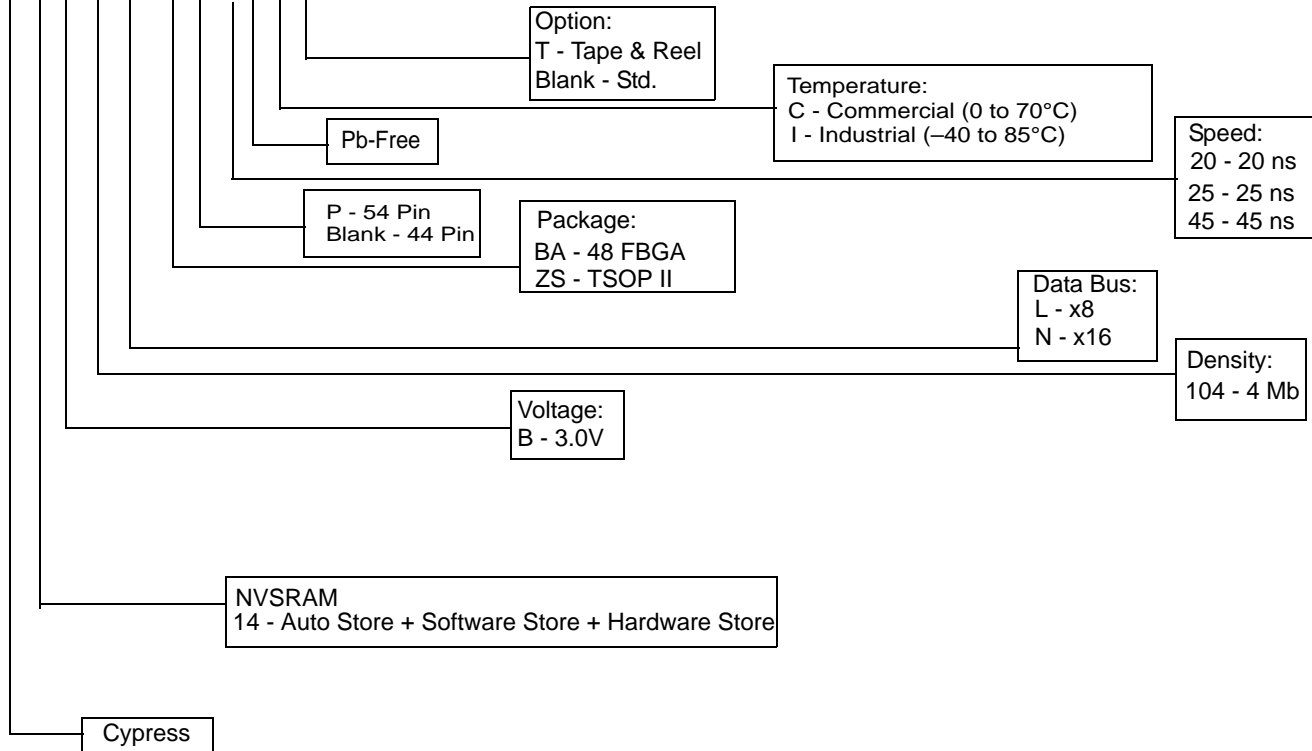 Option:
T - Tape & Reel
Blank - Std.
Temperature:
C - Commercial (0 to 70°C)
I - Industrial (–40 to 85°C)
Pb-Free
Speed:
20 - 20 ns
25 - 25 ns
45 - 45 ns
P - 54 Pin
Blank - 44 Pin
Package:
BA - 48 FBGA
ZS - TSOP II
Data Bus:
L - x8
N - x16
Density:
104 - 4 Mb
Voltage:
B - 3.0V
NVSRAM
14 - Auto Store + Software Store + Hardware Store
Cypress